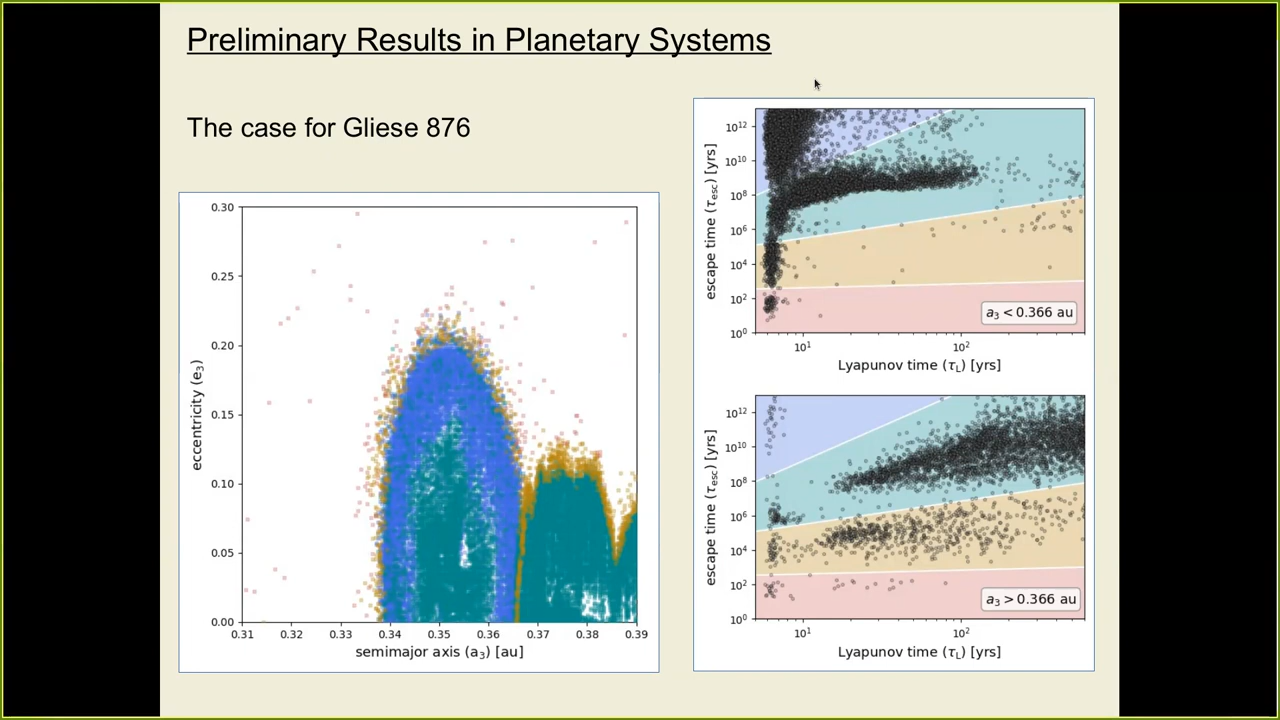 Preliminary Results in Planetary Systems
The case for Gliese 876
0.30
0.25
0.20
0.15
0.10
0.05
0.00
eccentricity (e₃)
0.31 0.32 0.33 0.34 0.35 0.36 0.37 0.38 0.39
semimajor axis (a₃) [au]
10¹²
10¹⁰
10⁸
10⁶
10⁴
10²
10⁰
escape time (τesc) [yrs]
a₃ < 0.366 au
10¹ 10²
Lyapunov time (τL) [yrs]
10¹²
10¹⁰
10⁸
10⁶
10⁴
10²
10⁰
escape time (τesc) [yrs]
a₃ > 0.366 au
10¹ 10²
Lyapunov time (τL) [yrs]